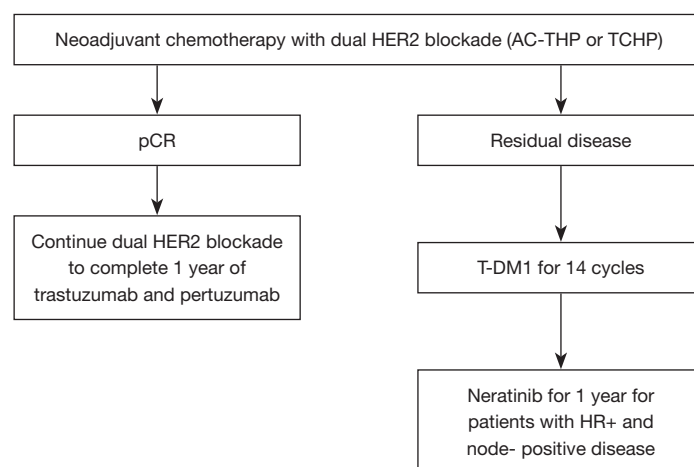 Neoadjuvant chemotherapy with dual HER2 blockade (AC-THP or TCHP)
pCR
Residual disease
Continue dual HER2 blockade
to complete 1 year of
trastuzumab and pertuzumab
T-DM1 for 14 cycles
Neratinib for 1 year for
patients with HR+ and
node- positive disease